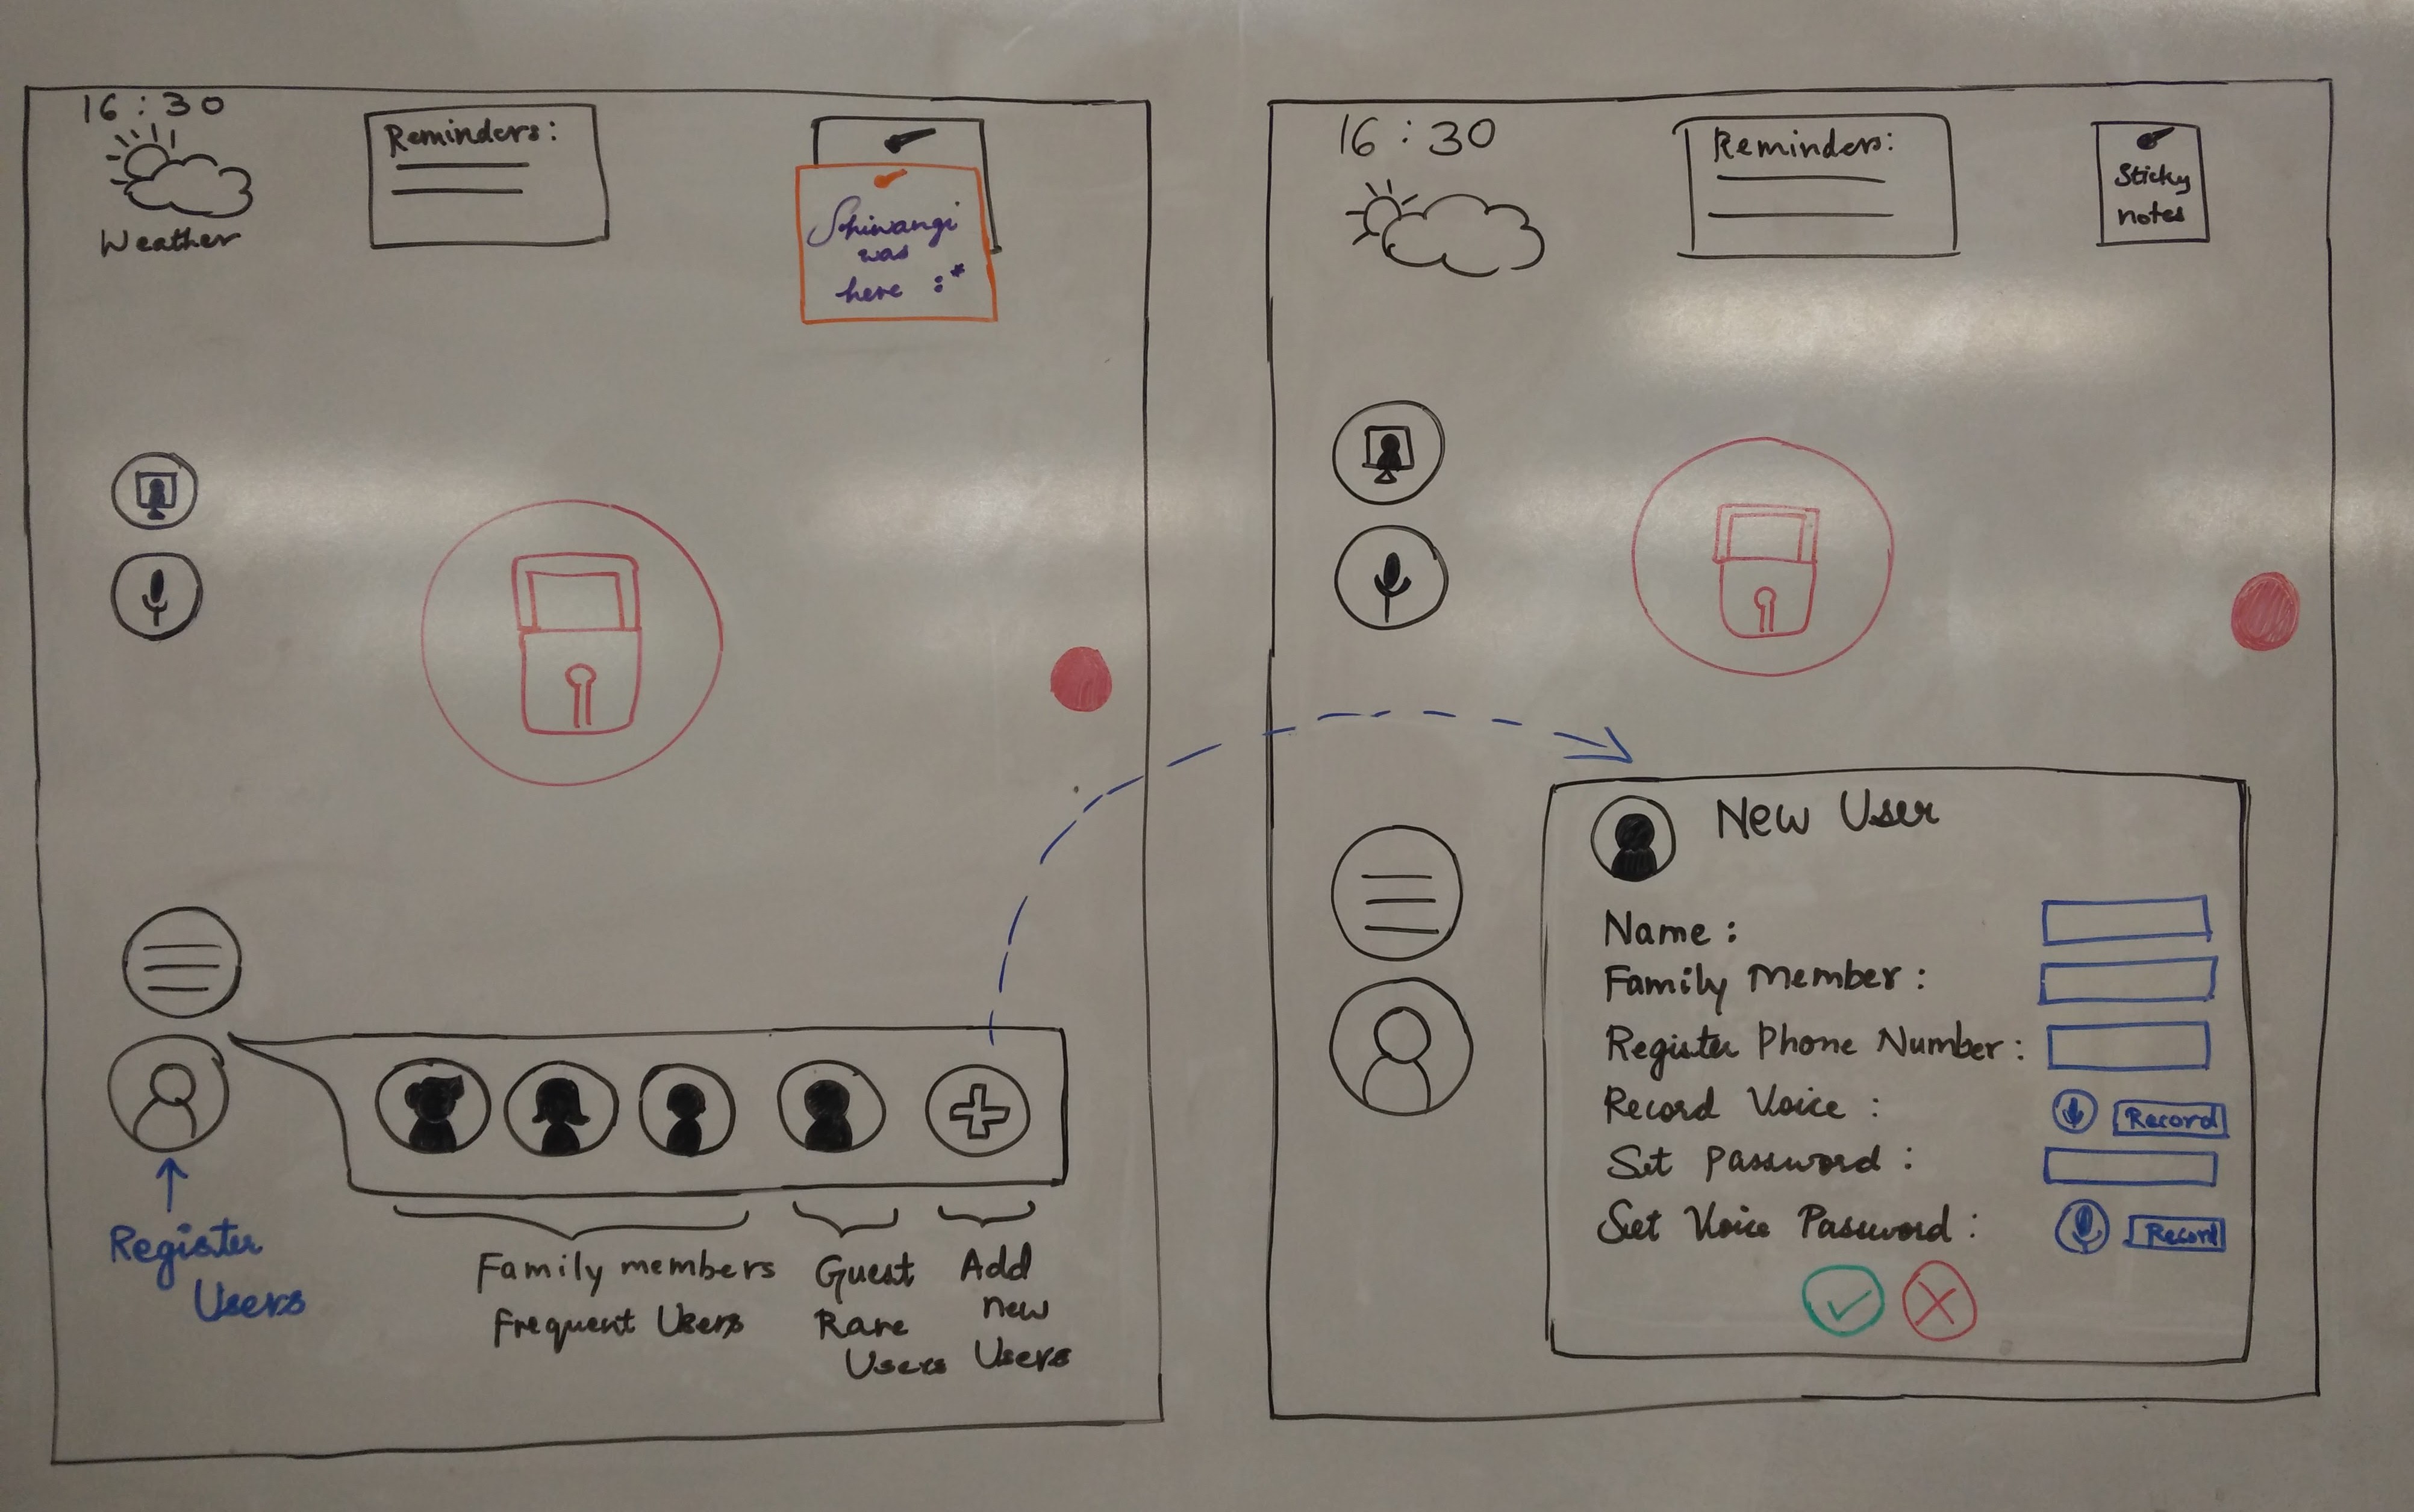 16:30
Weather
Reminders:
Shiwangi
was
here :*
Register
Users
Family members
Frequent Users
Guest
Rare
Users
Add
new
Users
16:30
Reminders:
Sticky
notes
New User
Name :
Family Member :
Register Phone Number :
Record Voice : Record
Set Password :
Set Voice Password : Record